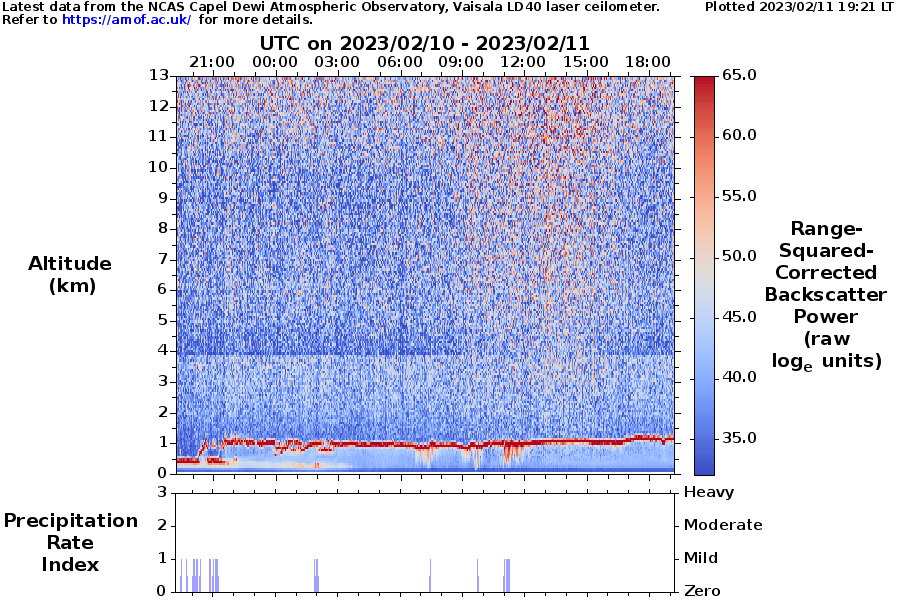 Latest data from the NCAS Capel Dewi Atmospheric Observatory, Vaisala LD40 laser ceilometer.
Plotted 2023/02/11 19:21 LT
Refer to https://amof.ac.uk/ for more details.
UTC on 2023/02/10 - 2023/02/11
21:00 00:00 03:00 06:00 09:00 12:00 15:00 18:00
13
12
11
10
9
8
7
6
5
4
3
2
1
0
Altitude
(km)
65.0
60.0
55.0
50.0
45.0
40.0
35.0
Range-
Squared-
Corrected
Backscatter
Power
(raw
logₑ units)
3
2
1
0
Precipitation
Rate
Index
Heavy
Moderate
Mild
Zero